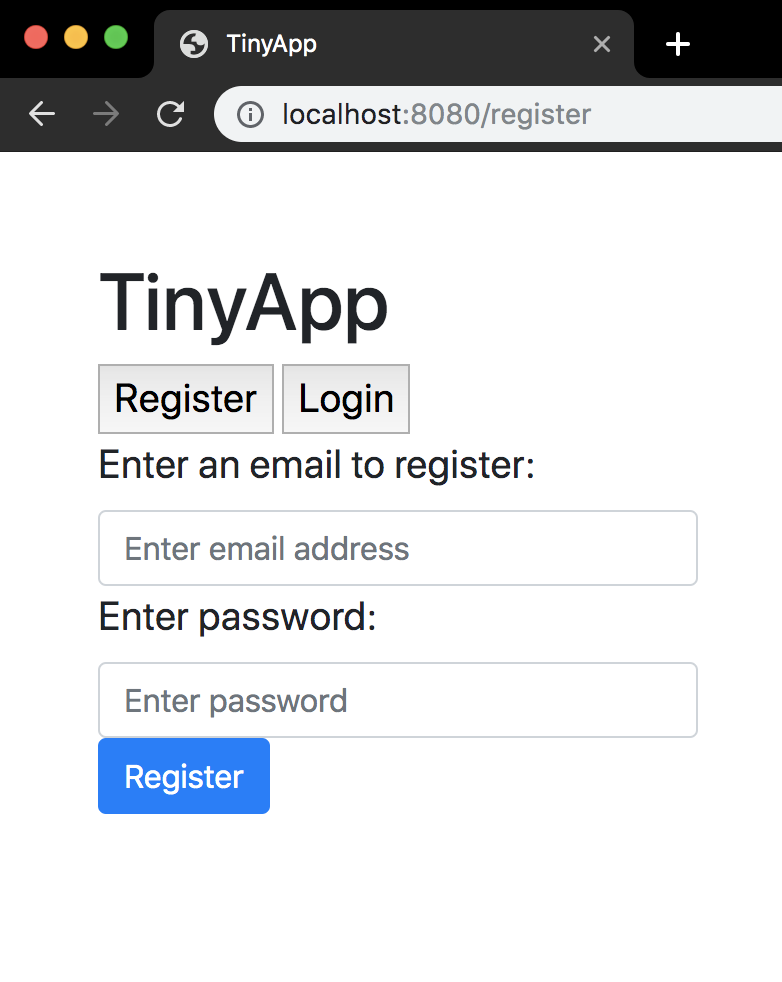 TinyApp
localhost:8080/register
TinyApp
Register Login
Enter an email to register:
Enter email address
Enter password:
Enter password
Register